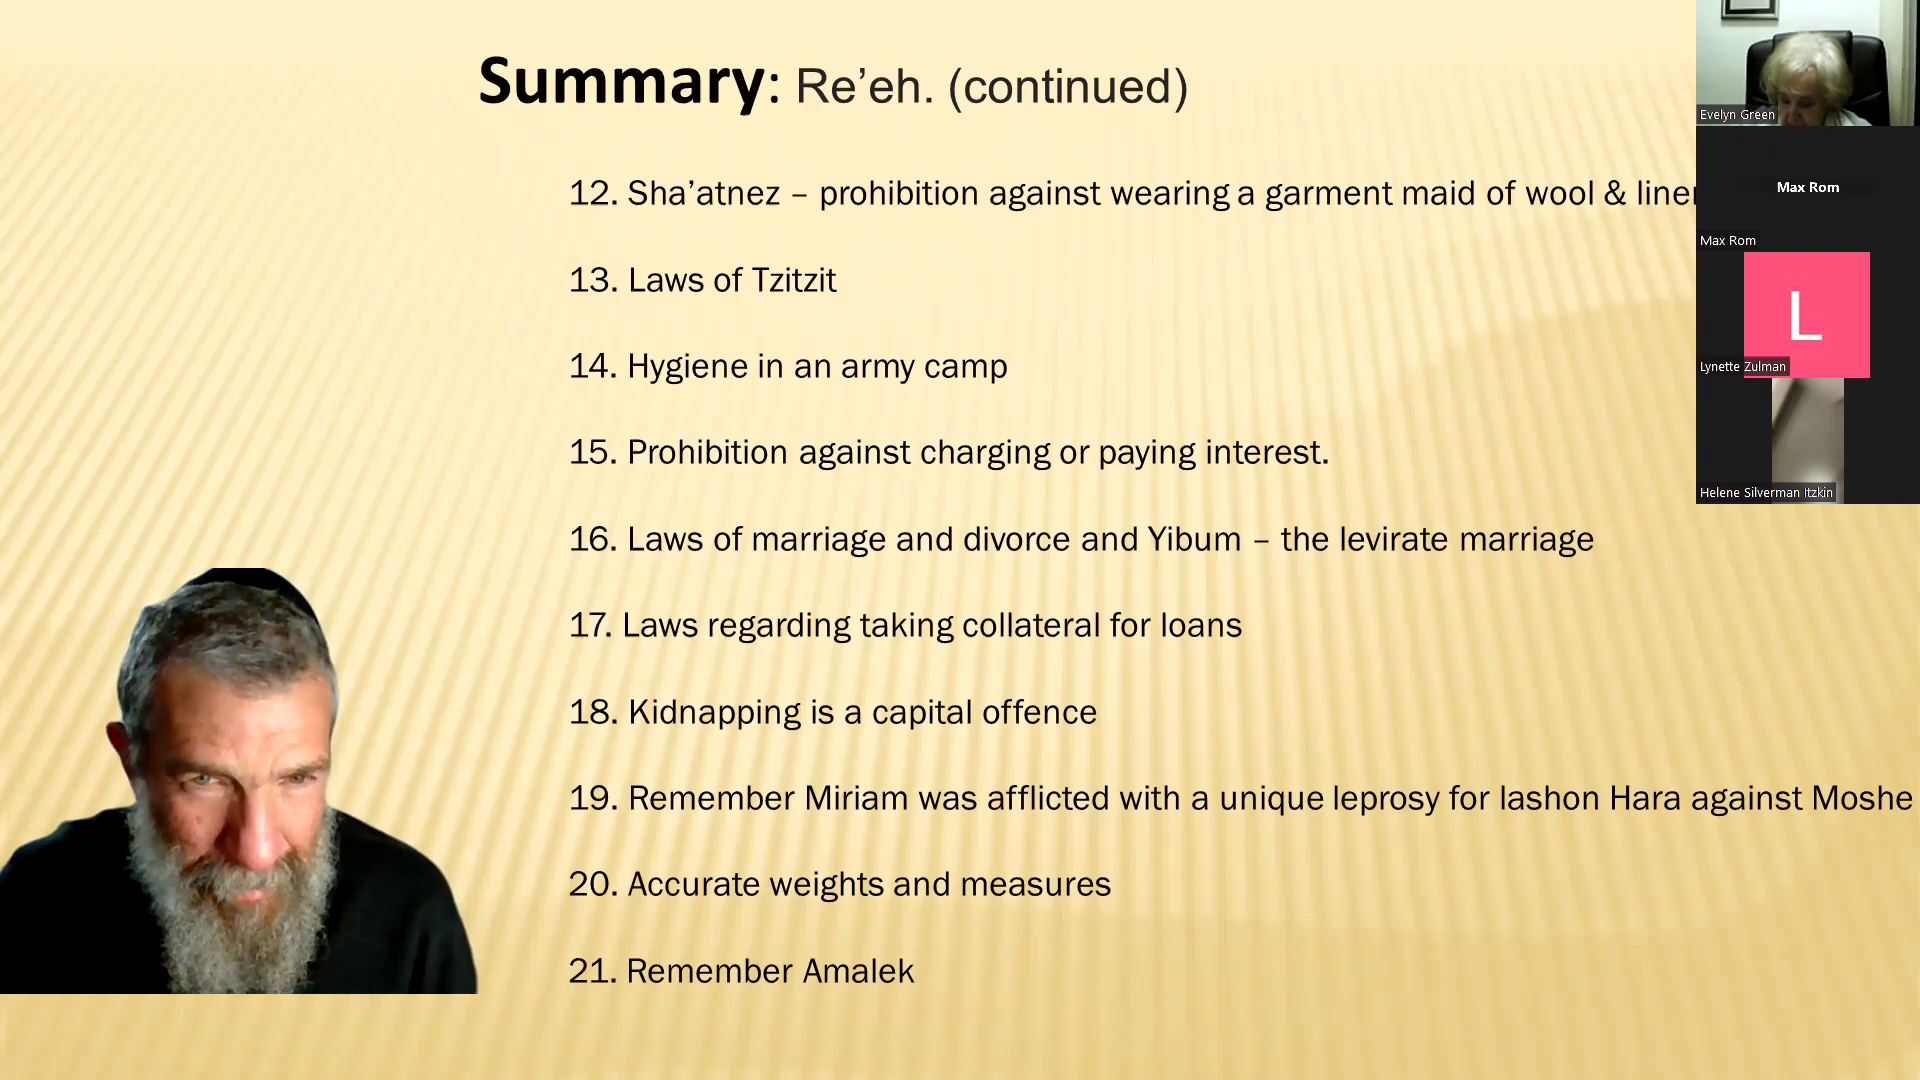 Summary: Re’eh. (continued)
12. Sha’atnez – prohibition against wearing a garment maid of wool &
13. Laws of Tzitzit
14. Hygiene in an army camp
15. Prohibition against charging or paying interest.
16. Laws of marriage and divorce and Yibum – the levirate marriage
17. Laws regarding taking collateral for loans
18. Kidnapping is a capital offence
19. Remember Miriam was afflicted with a unique leprosy for lashon Hara against Moshe
20. Accurate weights and measures
21. Remember Amalek
Evelyn Green
Max Rom
Max Rom
L
Lynette Zulman
Helene Silverman Itzkin